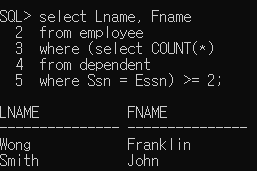 SQL> select Lname, Fname
2 from employee
3 where (select COUNT(*)
4 from dependent
5 where Ssn = Essn) >= 2;
LNAME FNAME
--------------- ---------------
Wong Franklin
Smith John